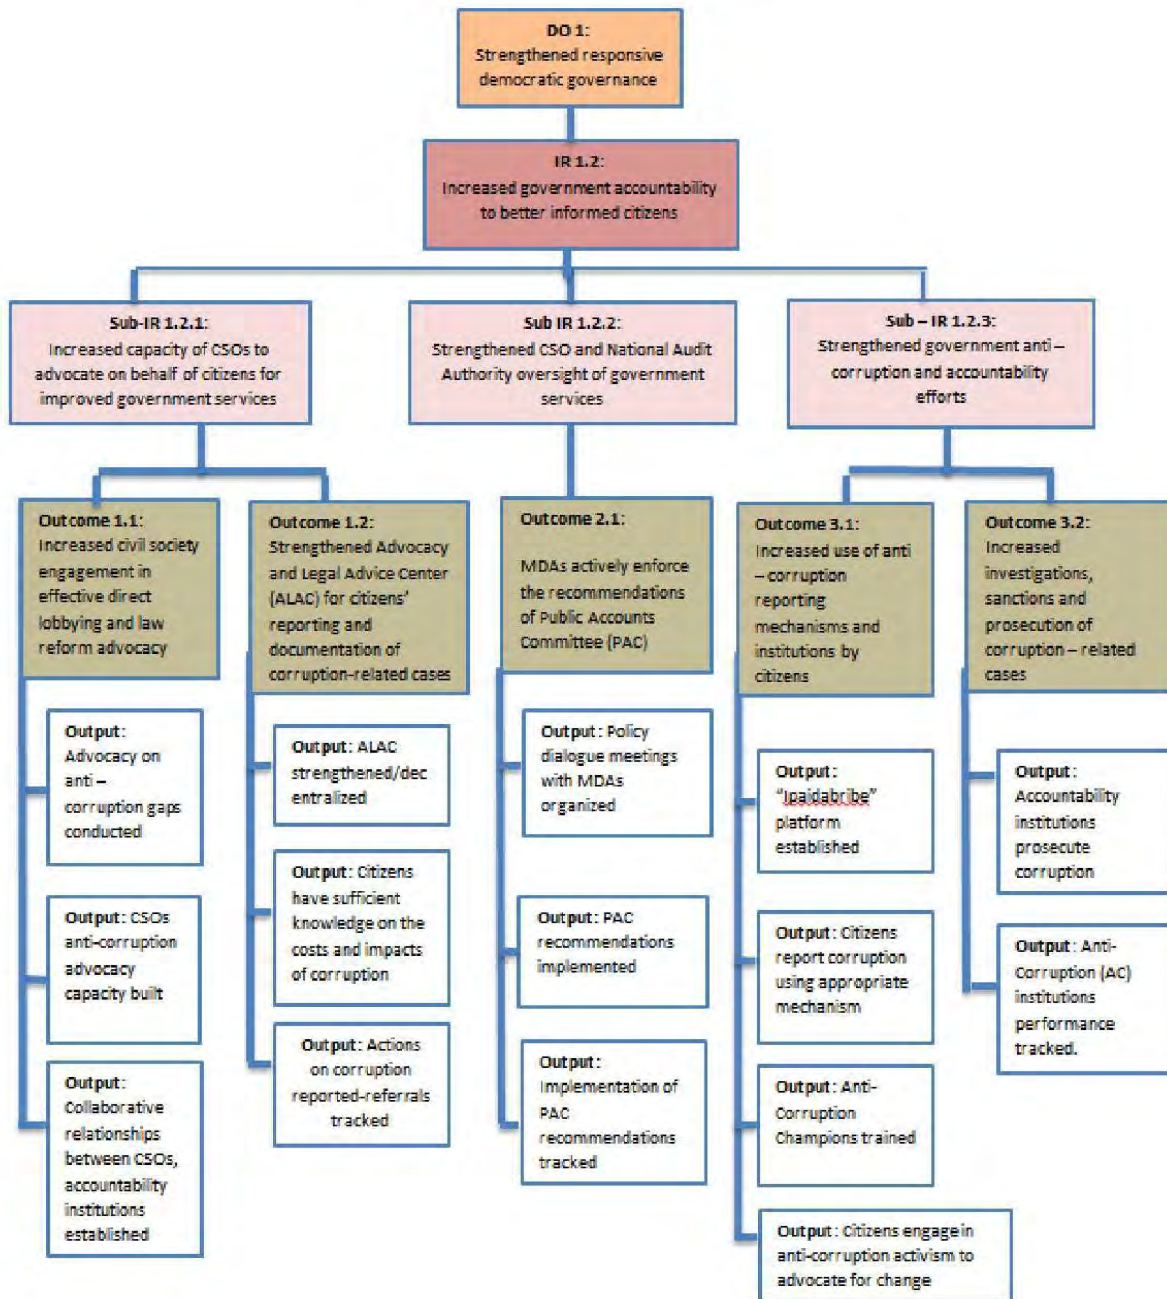 DO 1:
Strengthened responsive
democratic governance
IR 1.2:
Increased government accountability
to better informed citizens
Sub-IR 1.2.1:
Increased capacity of CSOs to
advocate on behalf of citizens for
improved government services
Sub IR 1.2.2:
Strengthened CSO and National Audit
Authority oversight of government
services
Sub – IR 1.2.3:
Strengthened government anti –
corruption and accountability
efforts
Outcome 1.1:
Increased civil society
engagement in
effective direct
lobbying and law
reform advocacy
Output:
Advocacy on
anti –
corruption gaps
conducted
Output: CSOs
anti-corruption
advocacy
capacity built
Output:
Collaborative
relationships
between CSOs,
accountability
institutions
established
Outcome 1.2:
Strengthened Advocacy
and Legal Advice Center
(ALAC) for citizens'
reporting and
documentation of
corruption-related cases
Output: ALAC
strengthened/dec
entralized
Output: Citizens
have sufficient
knowledge on the
costs and impacts
of corruption
Output: Actions
on corruption
reported-referrals
tracked
Outcome 2.1:
MDAs actively enforce
the recommendations
of Public Accounts
Committee (PAC)
Output: Policy
dialogue meetings
with MDAs
organized
Output: PAC
recommendations
implemented
Output:
Implementation of
PAC
recommendations
tracked
Outcome 3.1:
Increased use of anti
– corruption
reporting
mechanisms and
institutions by
citizens
Output:
"Ipaidabribe"
platform
established
Output: Citizens
report corruption
using appropriate
mechanism
Output: Anti-
Corruption
Champions trained
Output: Citizens engage in
anti-corruption activism to
advocate for change
Outcome 3.2:
Increased
investigations,
sanctions and
prosecution of
corruption – related
cases
Output:
Accountability
institutions
prosecute
corruption
Output: Anti-
Corruption (AC)
institutions
performance
tracked.